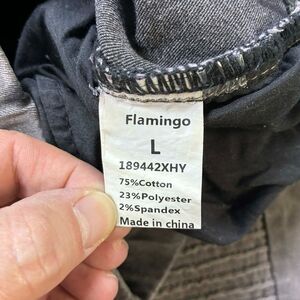 Flamingo
L
189442XHY
75%Cotton
23%Polyester
2%Spandex
Made in china